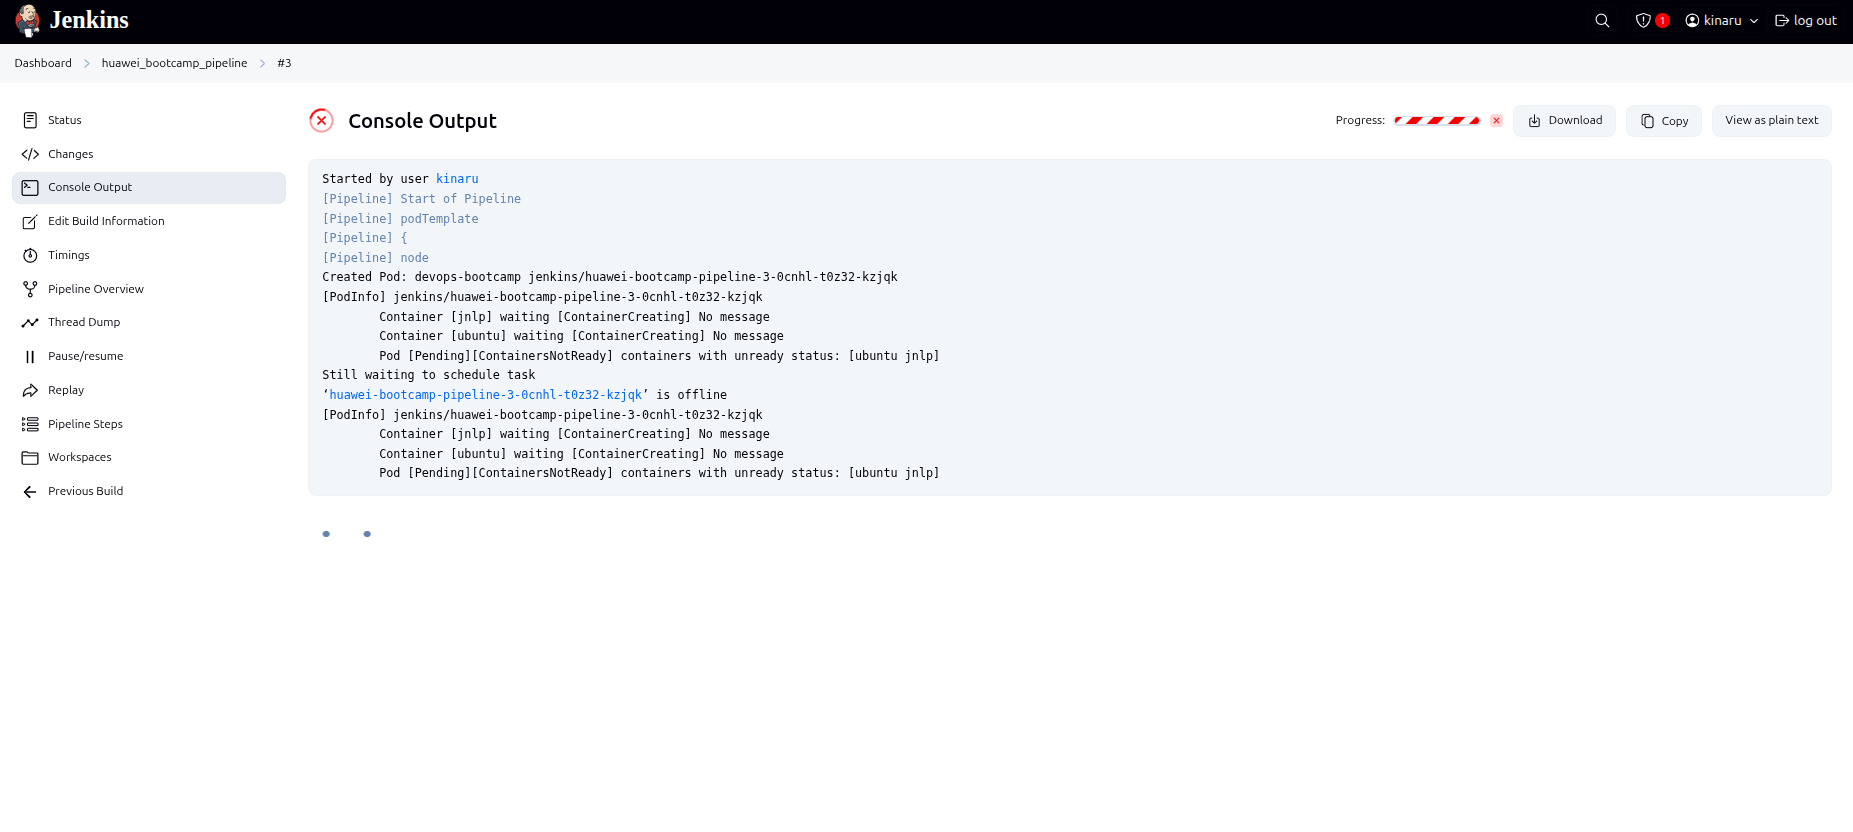 Jenkins
1
kinaru
log out
Dashboard > huawei_bootcamp_pipeline > #3
Status
Changes
Console Output
Edit Build Information
Timings
Pipeline Overview
Thread Dump
Pause/resume
Replay
Pipeline Steps
Workspaces
Previous Build
Console Output
Progress:
Download
Copy
View as plain text
Started by user kinaru
[Pipeline] Start of Pipeline
[Pipeline] podTemplate
[Pipeline] {
[Pipeline] node
Created Pod: devops-bootcamp jenkins/huawei-bootcamp-pipeline-3-0cnhl-t0z32-kzjqk
[PodInfo] jenkins/huawei-bootcamp-pipeline-3-0cnhl-t0z32-kzjqk
Container [jnlp] waiting [ContainerCreating] No message
Container [ubuntu] waiting [ContainerCreating] No message
Pod [Pending][ContainersNotReady] containers with unready status: [ubuntu jnlp]
Still waiting to schedule task
‘huawei-bootcamp-pipeline-3-0cnhl-t0z32-kzjqk’ is offline
[PodInfo] jenkins/huawei-bootcamp-pipeline-3-0cnhl-t0z32-kzjqk
Container [jnlp] waiting [ContainerCreating] No message
Container [ubuntu] waiting [ContainerCreating] No message
Pod [Pending][ContainersNotReady] containers with unready status: [ubuntu jnlp]